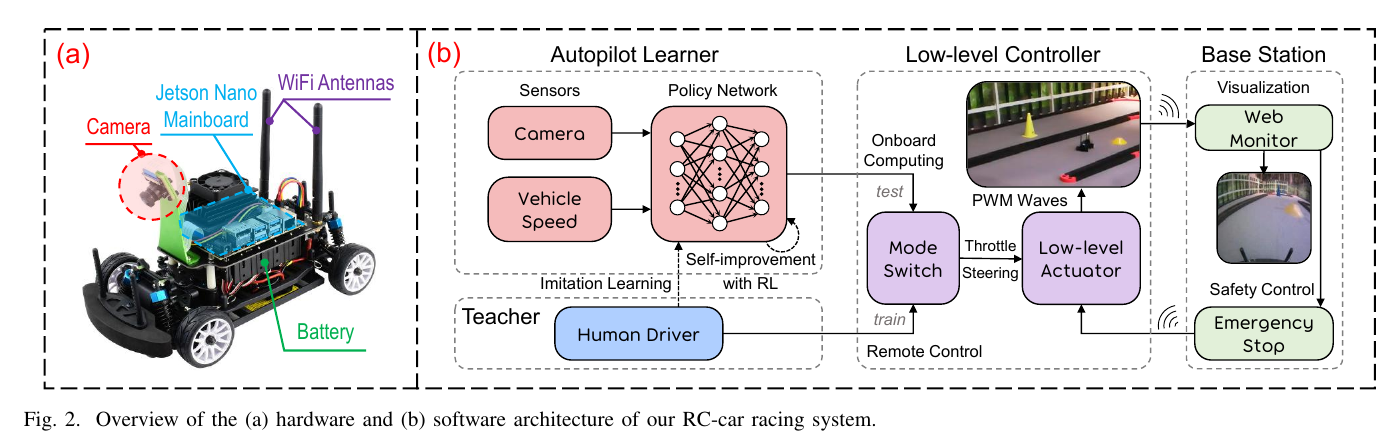 (a)
WiFi Antennas
Jetson Nano
Mainboard
Camera
Battery
(b)
Autopilot Learner
Sensors
Policy Network
Camera
Vehicle
Speed
Self-improvement
with RL
Imitation Learning
Teacher
Human Driver
Low-level Controller
Onboard
Computing
test
PWM Waves
Mode
Switch
Throttle
Steering
Low-level
Actuator
train
Remote Control
Base Station
Visualization
Web
Monitor
Safety Control
Emergency
Stop
Fig. 2. Overview of the (a) hardware and (b) software architecture of our RC-car racing system.